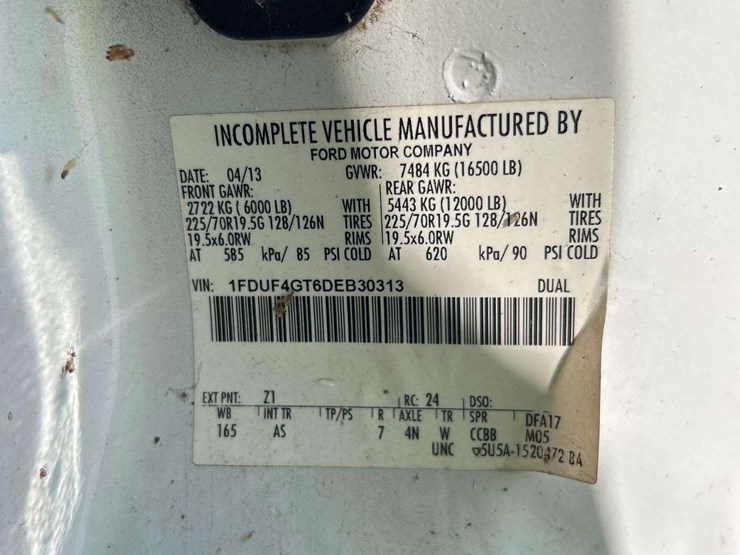 INCOMPLETE VEHICLE MANUFACTURED BY
FORD MOTOR COMPANY
DATE: 04/13 GVWR: 7484 KG (16500 LB)
FRONT GAWR: REAR GAWR:
2722 KG ( 6000 LB) WITH 5443 KG (12000 LB) WITH
225/70R19.5G 128/126N TIRES 225/70R19.5G 128/126N TIRES
19.5x6.0RW RIMS 19.5x6.0RW RIMS
AT 585 kPa/ 85 PSI COLD AT 620 kPa/ 90 PSI COLD
VIN: 1FDUF4GT6DEB30313 DUAL
EXT PNT: Z1 RC: 24 DSO:
WB INT TR TP/PS R AXLE TR SPR DFA17
165 AS 7 4N W CCBB M05
UNC 5U5A-1520472 BA